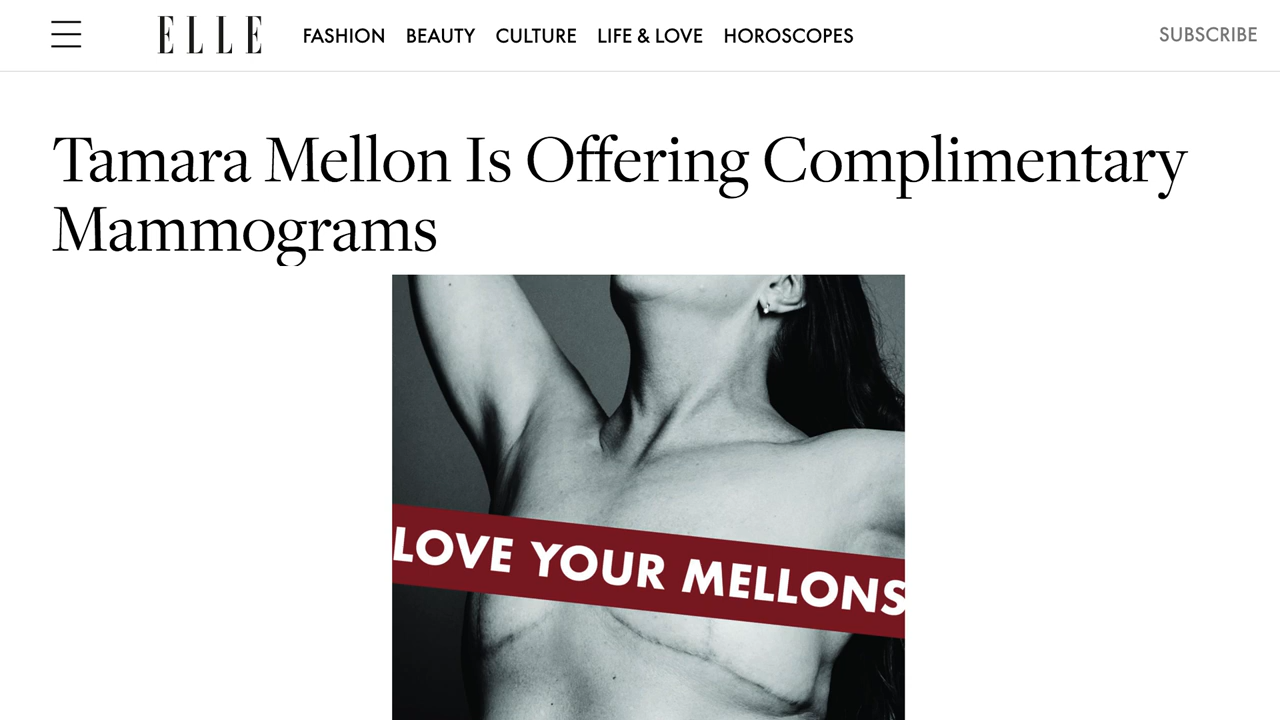 ELLE FASHION BEAUTY CULTURE LIFE & LOVE HOROSCOPES SUBSCRIBE
Tamara Mellon Is Offering Complimentary
Mammograms
LOVE YOUR MELLONS